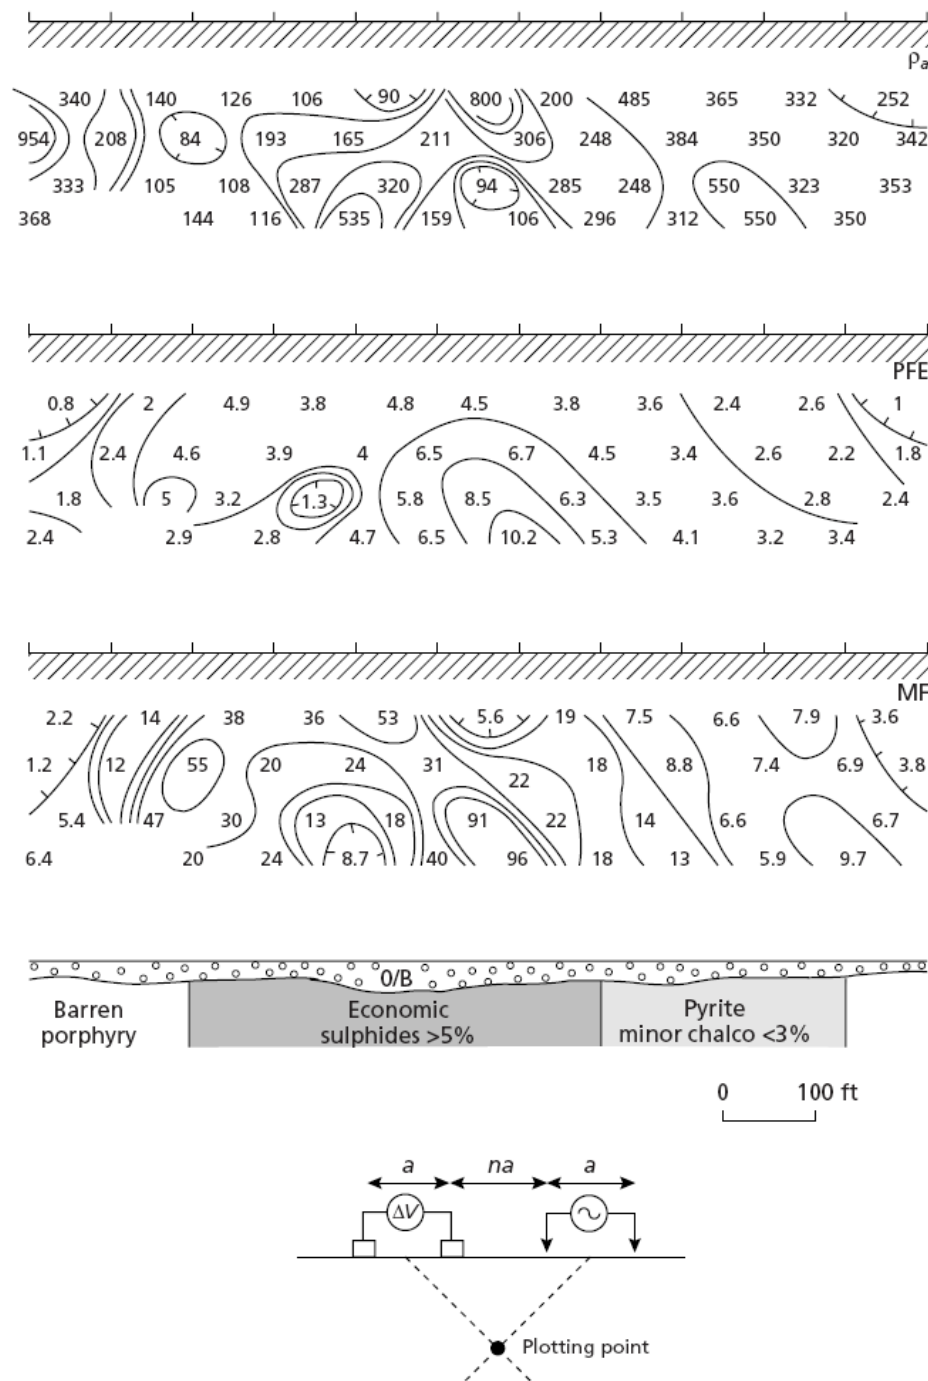 ρa
340 140 126 106 90 800 200 485 365 332 252
954 208 84 193 165 211 306 248 384 350 320 342
333 105 108 287 320 94 285 248 550 323 353
368 144 116 535 159 106 296 312 550 350
PFE
0.8 2 4.9 3.8 4.8 4.5 3.8 3.6 2.4 2.6 1
1.1 2.4 4.6 3.9 4 6.5 6.7 4.5 3.4 2.6 2.2 1.8
1.8 5 3.2 1.3 5.8 8.5 6.3 3.5 3.6 2.8 2.4
2.4 2.9 2.8 4.7 6.5 10.2 5.3 4.1 3.2 3.4
MF
2.2 14 38 36 53 5.6 19 7.5 6.6 7.9 3.6
1.2 12 55 20 24 31 22 18 8.8 7.4 6.9 3.8
5.4 47 30 13 18 91 22 14 6.6 6.7
6.4 20 24 8.7 40 96 18 13 5.9 9.7
0/B
Barren
porphyry
Economic
sulphides >5%
Pyrite
minor chalco <3%
0 100 ft
a na a
ΔV
Plotting point